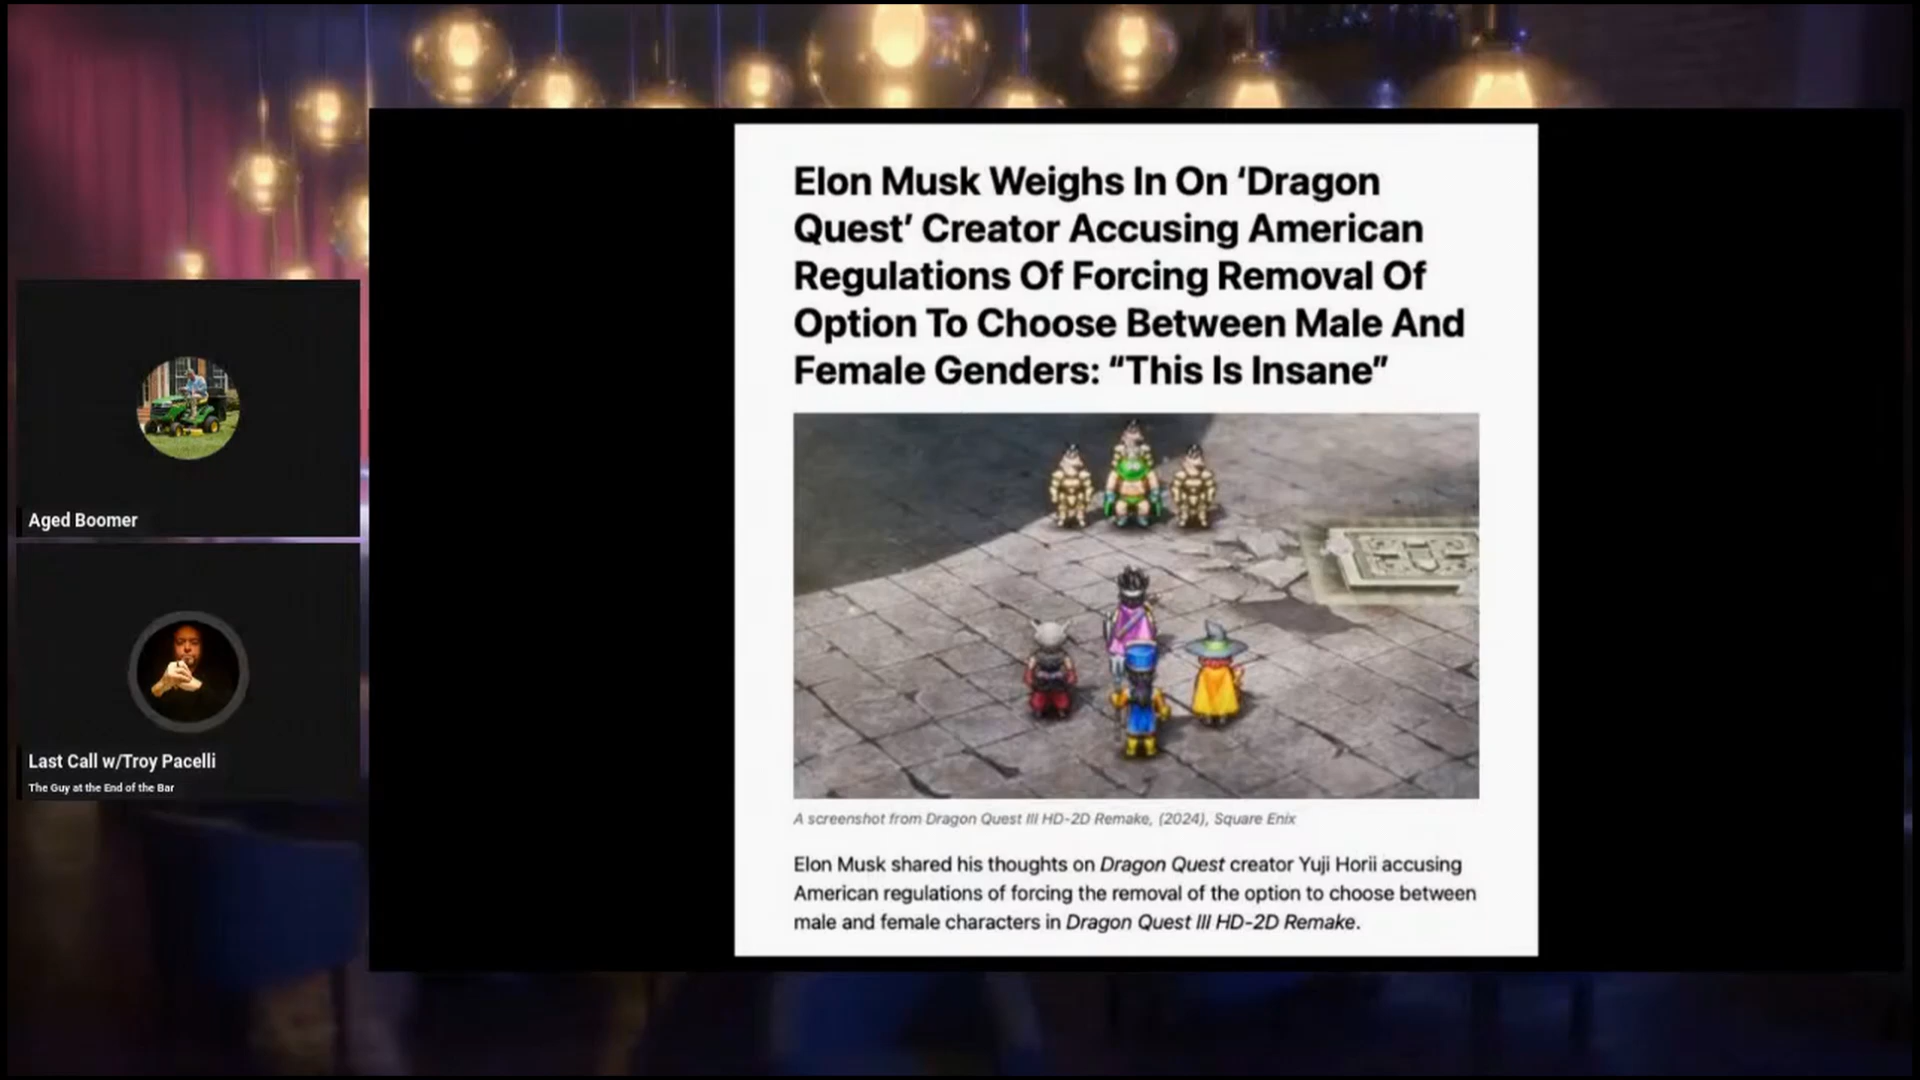 Elon Musk Weighs In On ‘Dragon
Quest’ Creator Accusing American
Regulations Of Forcing Removal Of
Option To Choose Between Male And
Female Genders: “This Is Insane”
A screenshot from Dragon Quest III HD-2D Remake, (2024), Square Enix
Elon Musk shared his thoughts on Dragon Quest creator Yuji Horii accusing
American regulations of forcing the removal of the option to choose between
male and female characters in Dragon Quest III HD-2D Remake.
Aged Boomer
Last Call w/Troy Pacelli
The Guy at the End of the Bar